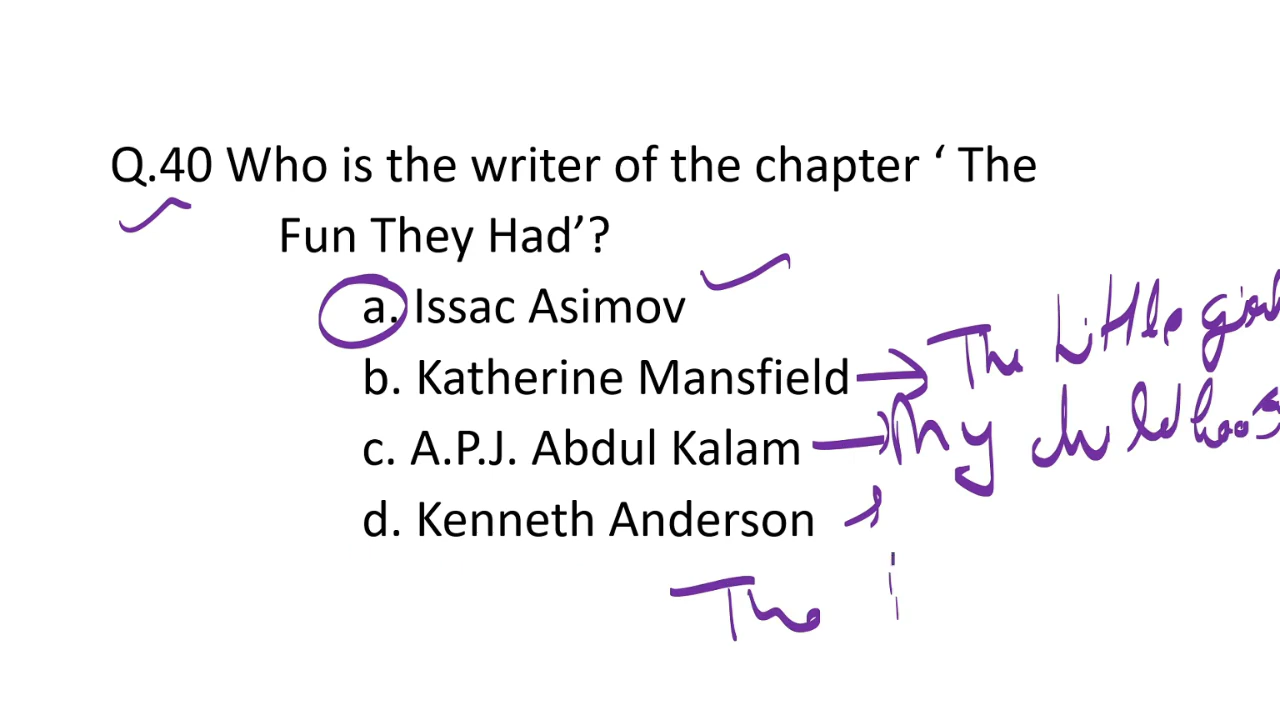 Q.40 Who is the writer of the chapter ‘ The
Fun They Had’?
a. Issac Asimov
b. Katherine Mansfield → The Little girl
c. A.P.J. Abdul Kalam → My childhood
d. Kenneth Anderson
The